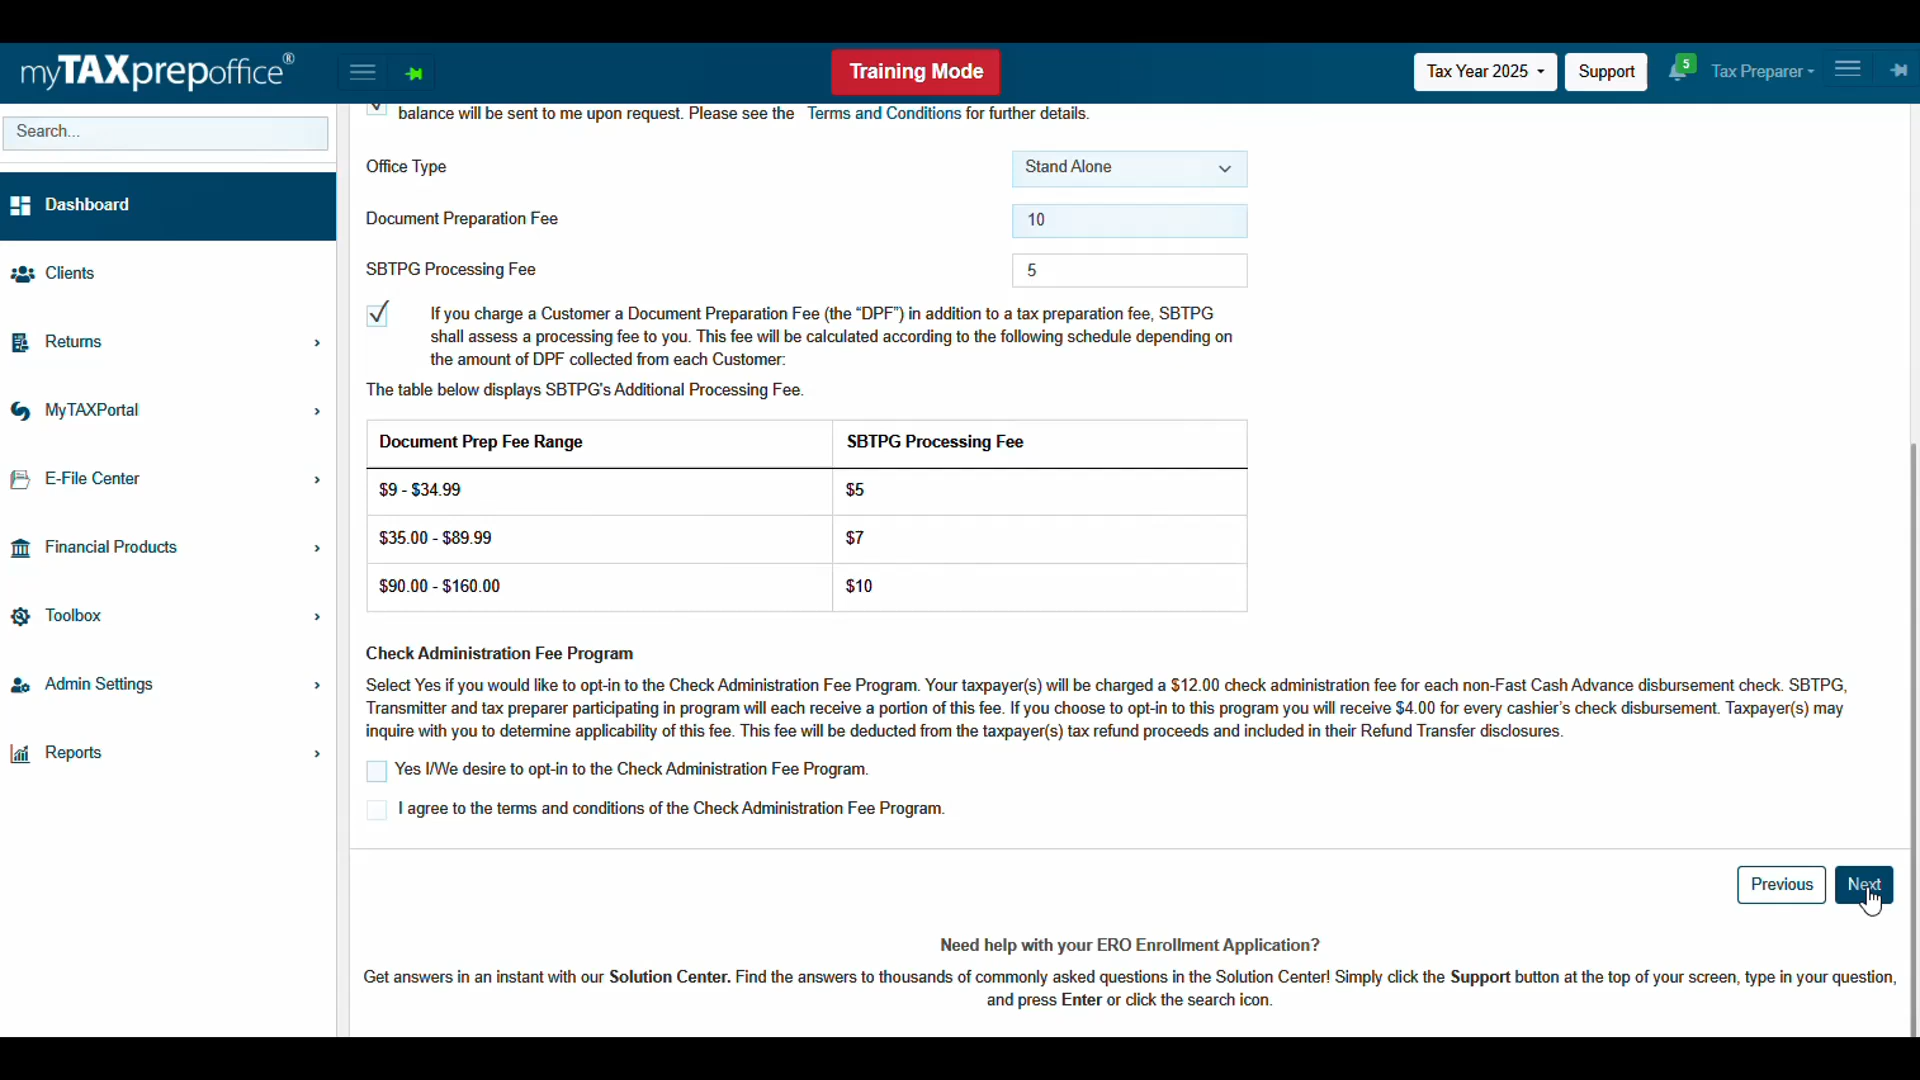 myTAXprepoffice®
Training Mode
Tax Year 2025
Support
5
Tax Preparer
Search...
Dashboard
Clients
Returns
MyTAXPortal
E-File Center
Financial Products
Toolbox
Admin Settings
Reports
balance will be sent to me upon request. Please see the Terms and Conditions for further details.
Office Type
Stand Alone
Document Preparation Fee
10
SBTPG Processing Fee
5
If you charge a Customer a Document Preparation Fee (the “DPF”) in addition to a tax preparation fee, SBTPG
shall assess a processing fee to you. This fee will be calculated according to the following schedule depending on
the amount of DPF collected from each Customer:
The table below displays SBTPG's Additional Processing Fee.
Document Prep Fee Range
SBTPG Processing Fee
$9 - $34.99
$5
$35.00 - $89.99
$7
$90.00 - $160.00
$10
Check Administration Fee Program
Select Yes if you would like to opt-in to the Check Administration Fee Program. Your taxpayer(s) will be charged a $12.00 check administration fee for each non-Fast Cash Advance disbursement check. SBTPG,
Transmitter and tax preparer participating in program will each receive a portion of this fee. If you choose to opt-in to this program you will receive $4.00 for every cashier’s check disbursement. Taxpayer(s) may
inquire with you to determine applicability of this fee. This fee will be deducted from the taxpayer(s) tax refund proceeds and included in their Refund Transfer disclosures.
Yes I/We desire to opt-in to the Check Administration Fee Program.
I agree to the terms and conditions of the Check Administration Fee Program.
Previous
Next
Need help with your ERO Enrollment Application?
Get answers in an instant with our Solution Center. Find the answers to thousands of commonly asked questions in the Solution Center! Simply click the Support button at the top of your screen, type in your question,
and press Enter or click the search icon.